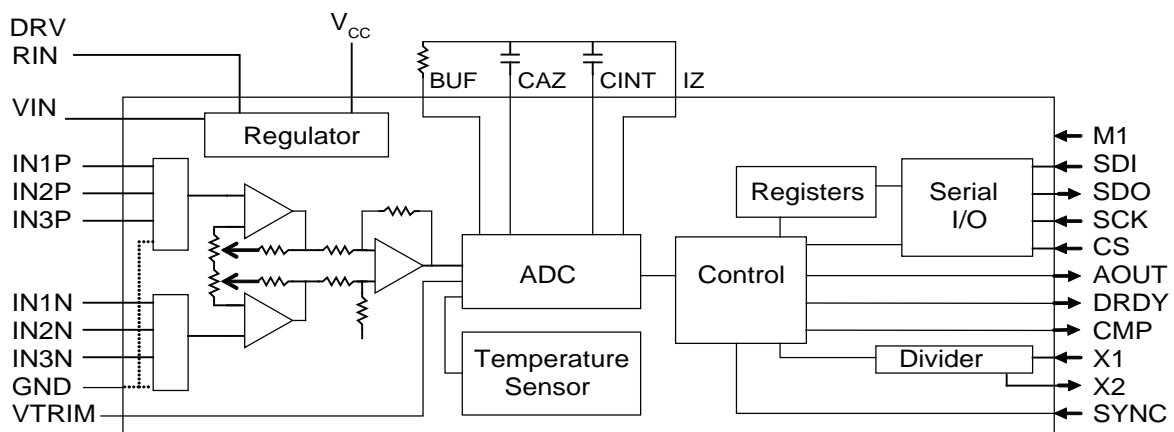 DRV
RIN
VCC
BUF
CAZ
CINT
IZ
VIN
Regulator
M1
IN1P
IN2P
IN3P
Registers
Serial
I/O
SDI
SDO
SCK
CS
ADC
Control
AOUT
DRDY
CMP
IN1N
IN2N
IN3N
GND
VTRIM
Temperature
Sensor
Divider
X1
X2
SYNC